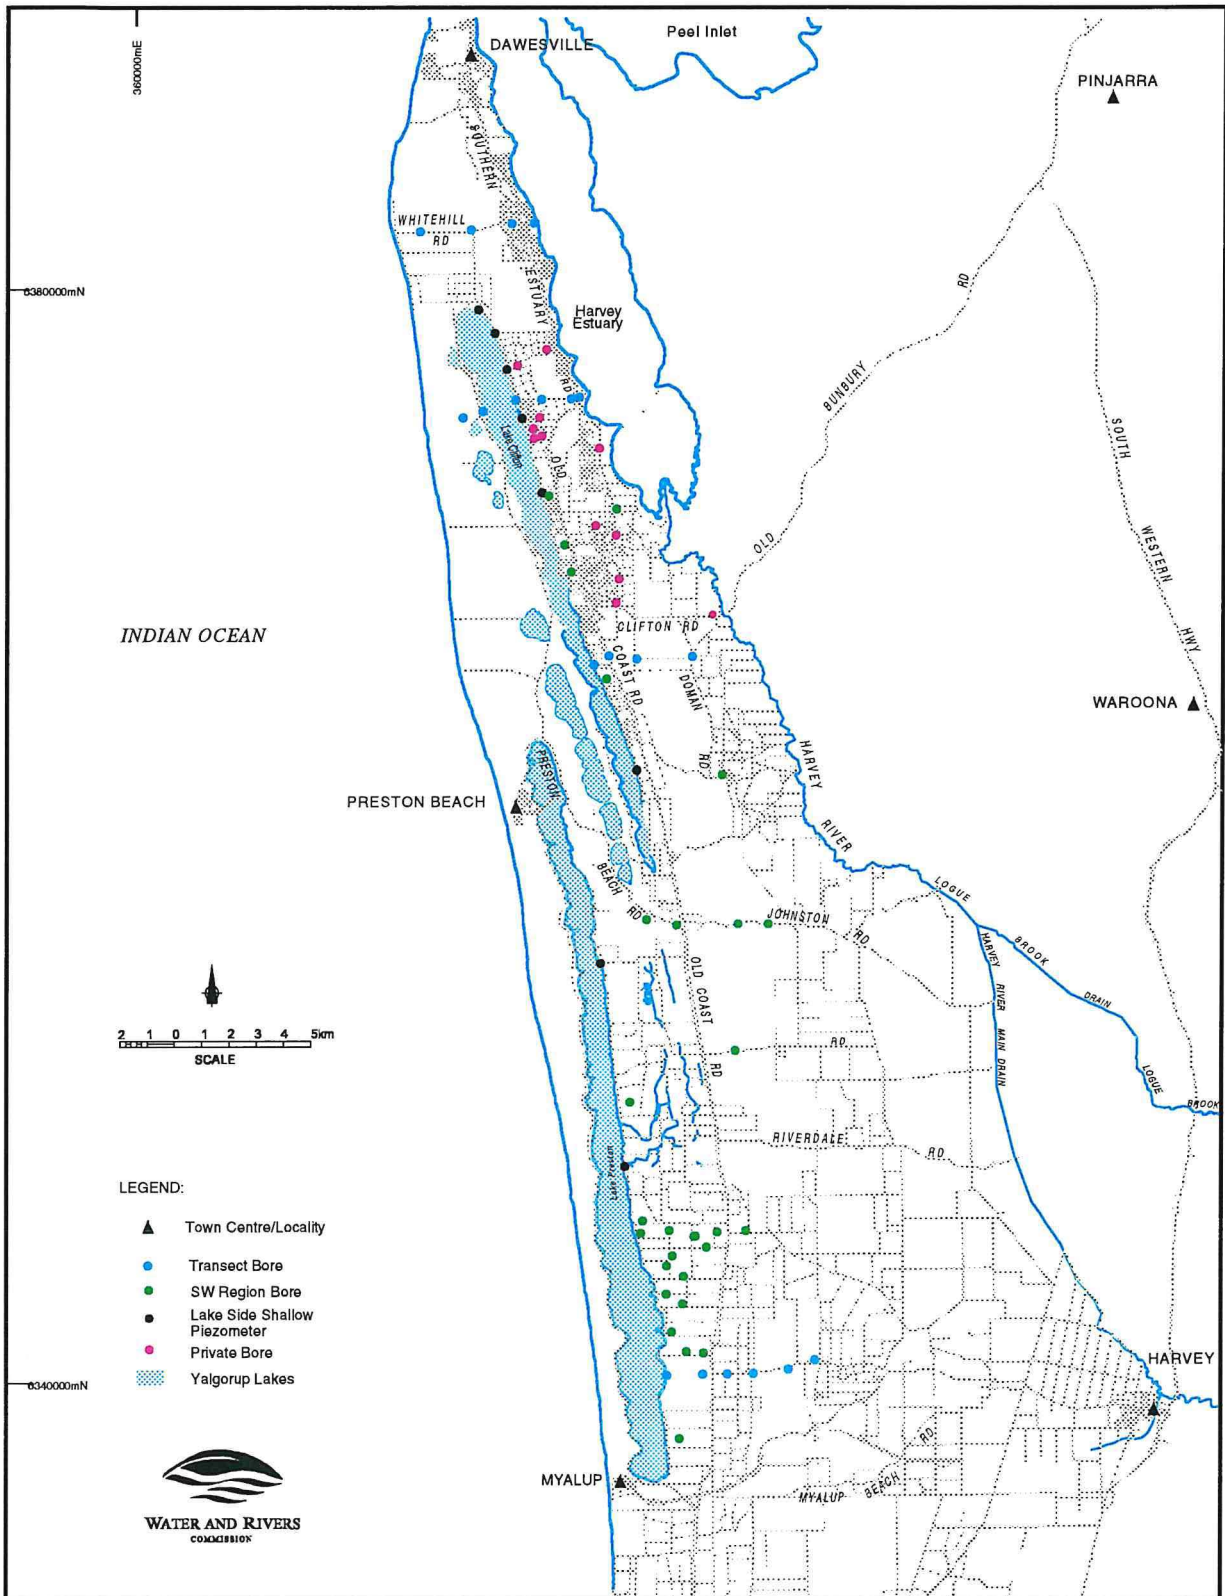 360000mE
Peel Inlet
DAWESVILLE
PINJARRA
SOUTHERN
WHITEHILL
RD
6380000mN
ESTUARY
RD
Harvey
Estuary
RD
BUNBURY
OLD
SOUTH
WESTERN
HWY
Lake Clifton
OLD
COAST RD
CLIFTON RD
DOMAN
RD
INDIAN OCEAN
WAROONA
HARVEY
RIVER
PRESTON
PRESTON BEACH
BEACH
RD
JOHNSTON
RD
LOGUE
BROOK
DRAIN
LOGUE
BROOK
HARVEY
RIVER
MAIN
DRAIN
OLD COAST
RD
RD
2 1 0 1 2 3 4 5km
SCALE
RIVERDALE
RD
Lake Preston
LEGEND:
Town Centre/Locality
Transect Bore
SW Region Bore
Lake Side Shallow
Piezometer
Private Bore
Yalgorup Lakes
HARVEY
6340000mN
RD
MYALUP
MYALUP BEACH
WATER AND RIVERS
COMMISSION